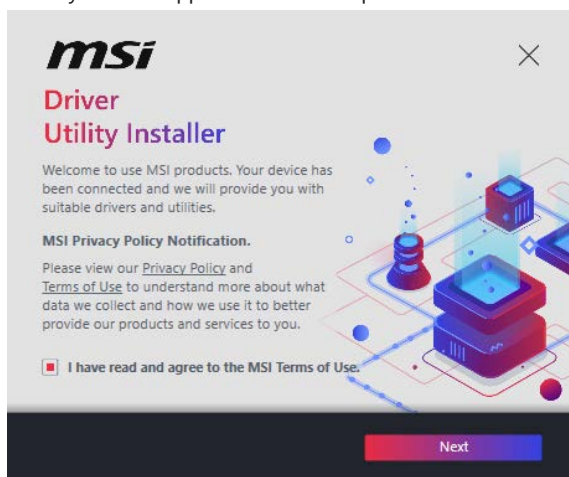 msi
Driver
Utility Installer
Welcome to use MSI products. Your device has
been connected and we will provide you with
suitable drivers and utilities.
MSI Privacy Policy Notification.
Please view our Privacy Policy and
Terms of Use to understand more about what
data we collect and how we use it to better
provide our products and services to you.
I have read and agree to the MSI Terms of Use.
Next